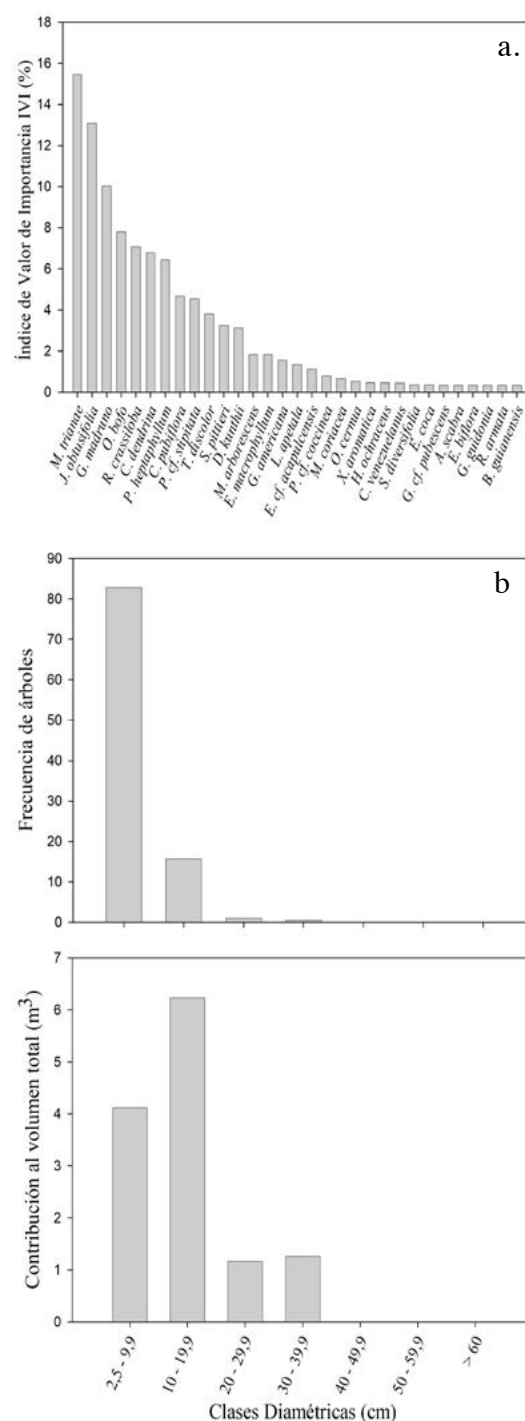 a.
Índice de Valor de Importancia IVI (%)
18
16
14
12
10
8
6
4
2
0
M. trianae
J. obtusifolia
G. madruno
O. bofo
R. crassiloba
C. dendrina
P. heptaphyllum
C. pubiflora
P. cf. stipitata
T. discolor
S. pittieri
D. kunthii
M. arborescens
E. macrophyllum
G. americana
L. apetala
E. cf. acapulcensis
P. cf. coccinea
M. coriacea
O. cernua
X. aromatica
H. ochraceus
C. venezuelanus
S. diversifolia
E. coca
G. cf. pubescens
A. scabra
E. biflora
G. guidonia
R. armata
B. guianensis
b
Frecuencia de árboles
90
80
70
60
50
40
30
20
10
0
Contribución al volumen total (m³)
7
6
5
4
3
2
1
0
2,5 - 9,9
10 - 19,9
20 - 29,9
30 - 39,9
40 - 49,9
50 - 59,9
> 60
Clases Diamétricas (cm)